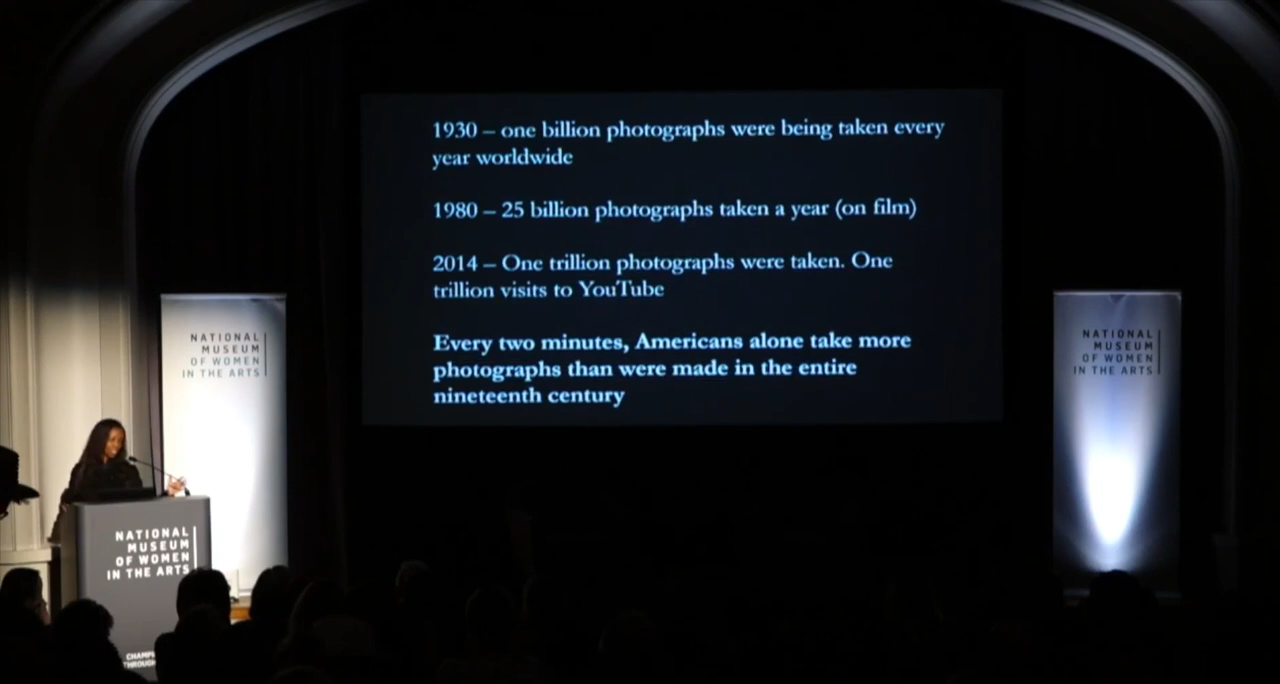 1930 – one billion photographs were being taken every
year worldwide
1980 – 25 billion photographs taken a year (on film)
2014 – One trillion photographs were taken. One
trillion visits to YouTube
Every two minutes, Americans alone take more
photographs than were made in the entire
nineteenth century
NATIONAL
MUSEUM
OF WOMEN
IN THE ARTS
NATIONAL
MUSEUM
OF WOMEN
IN THE ARTS
NATIONAL
MUSEUM
OF WOMEN
IN THE ARTS
CHAMP
THROUGH